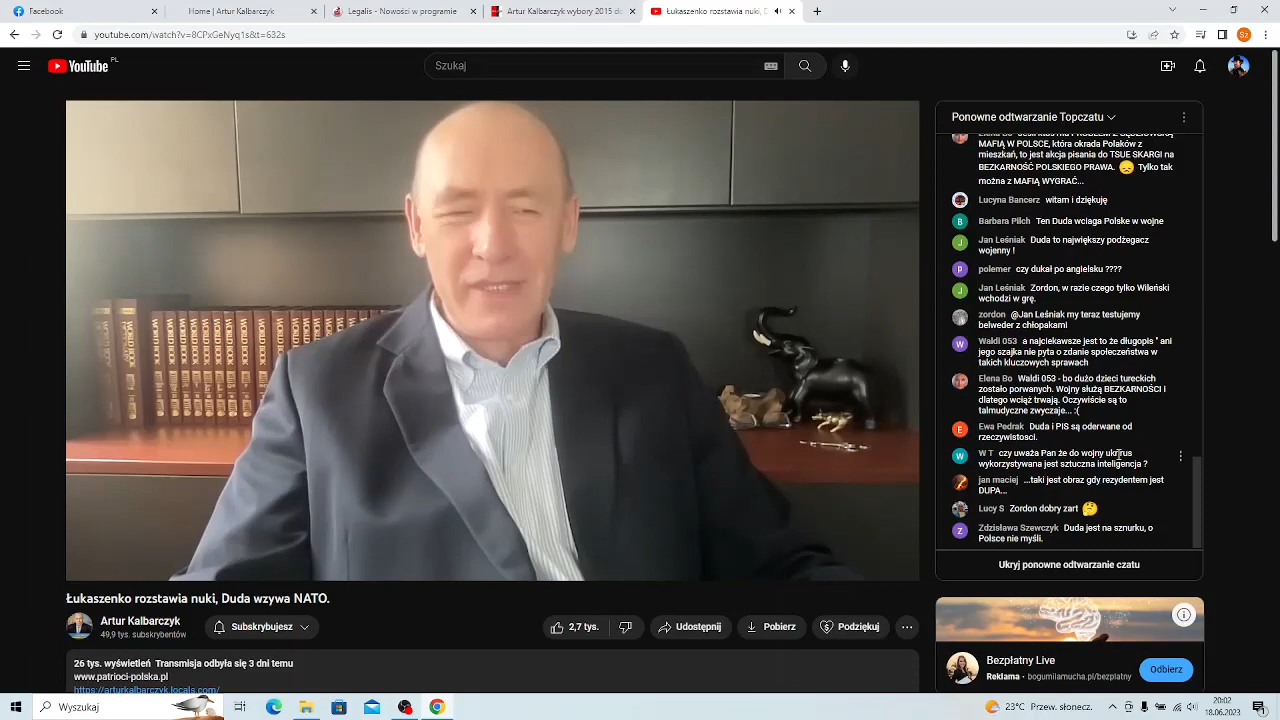 Facebook
Home | Artur Kalbarczyk
Legalis - Nowości w programie
Artur Kalbarczyk wybory 2015 do
Łukaszenko rozstawia nuki, D
youtube.com/watch?v=8CPxGeNyq1s&t=632s
Sz
YouTube PL
Szukaj
Ponowne odtwarzanie Topczatu
MAFIĄ W POLSCE, która okrada Polaków z
mieszkań, to jest akcja pisania do TSUE SKARGI na
BEZKARNOŚĆ POLSKIEGO PRAWA. 😞 Tylko tak
można z MAFIĄ WYGRAĆ...
Lucyna Bancerz witam i dziękuję
B Barbara Pilch Ten Duda wciaga Polske w wojne
J Jan Leśniak Duda to największy podżegacz
wojenny !
P polemer czy dukał po angielsku ????
J Jan Leśniak Zordon, w razie czego tylko Wileński
wchodzi w grę.
zordon @Jan Leśniak my teraz testujemy
belweder z chłopakami
W Waldi 053 a najciekawsze jest to że długopis " ani
jego szajka nie pyta o zdanie społeczeństwa w
takich kluczowych sprawach
Elena Bo Waldi 053 - bo dużo dzieci tureckich
zostało porwanych. Wojny służą BEZKARNOŚCI I
dlatego wciąż trwają. Oczywiście są to
talmudyczne zwyczaje... :(
E Ewa Pedrak Duda i PIS są oderwane od
rzeczywistosci.
W W T czy uważa Pan że do wojny ukrrus
wykorzystywana jest sztuczna inteligencja ?
jan maciej ...taki jest obraz gdy rezydentem jest
DUPA...
Lucy S Zordon dobry zart 🤔
Z Zdzisława Szewczyk Duda jest na sznurku, o
Polsce nie myśli.
Ukryj ponowne odtwarzanie czatu
WORLD BOOK
Łukaszenko rozstawia nuki, Duda wzywa NATO.
Artur Kalbarczyk
49,9 tys. subskrybentów
Subskrybujesz
2,7 tys.
Udostępnij
Pobierz
Podziękuj
26 tys. wyświetleń Transmisja odbyła się 3 dni temu
www.patrioci-polska.pl
https://arturkalbarczyk.locals.com/
Bezpłatny Live
Reklama · bogumilamucha.pl/bezplatny
Odbierz
Wyszukaj
23°C Przew. słonecz.
20:02
18.06.2023